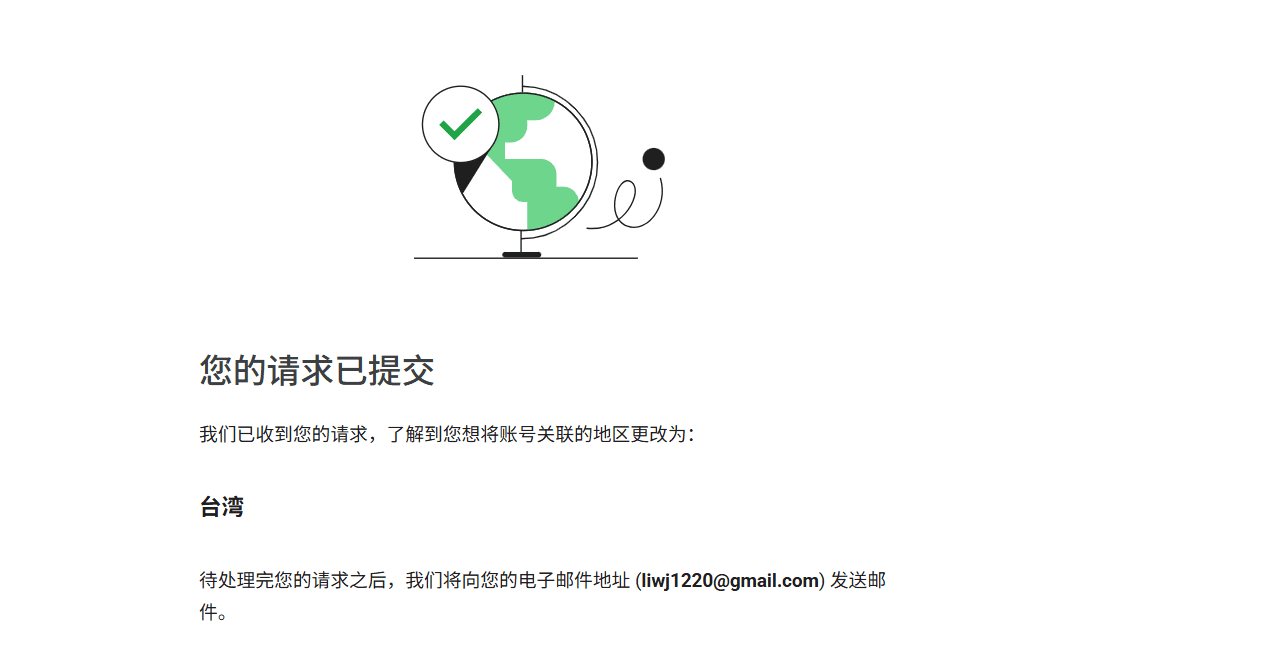 您的请求已提交
我们已收到您的请求，了解到您想将账号关联的地区更改为：
台湾
待处理完您的请求之后，我们将向您的电子邮件地址 (liwj1220@gmail.com) 发送邮
件。